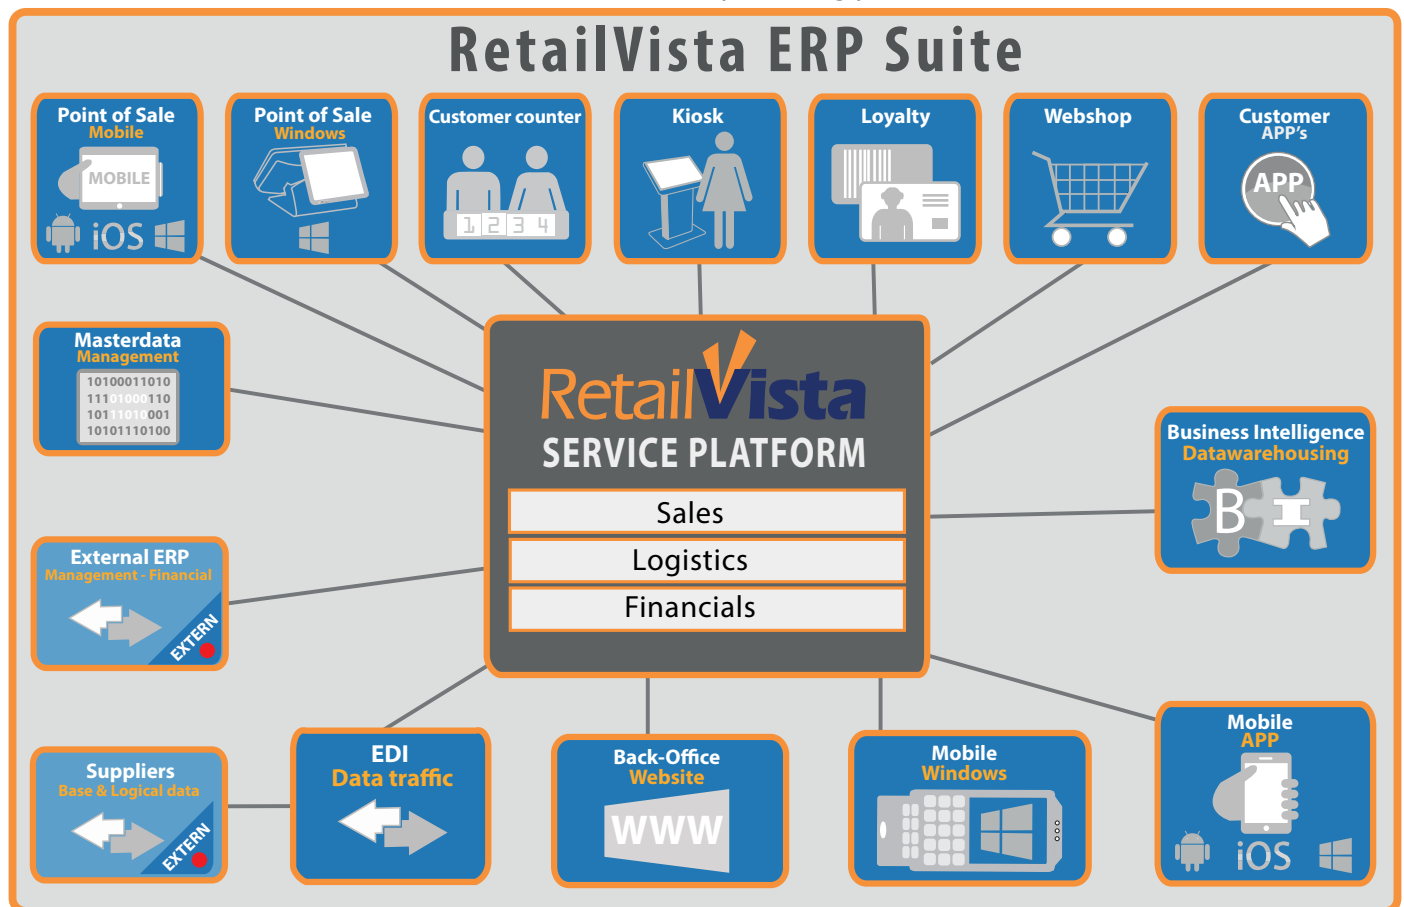 RetailVista ERP Suite
Point of Sale
Mobile
MOBILE
iOS
Point of Sale
Windows
Customer counter
1 2 3 4
Kiosk
Loyalty
Webshop
Customer
APP's
APP
Masterdata
Management
10100011010
11101000110
10111010001
10101110100
RetailVista
SERVICE PLATFORM
Sales
Logistics
Financials
Business Intelligence
Datawarehousing
B I
External ERP
Management - Financial
EXTERN
Suppliers
Base & Logical data
EXTERN
EDI
Data traffic
Back-Office
Website
WWW
Mobile
Windows
Mobile
APP
iOS